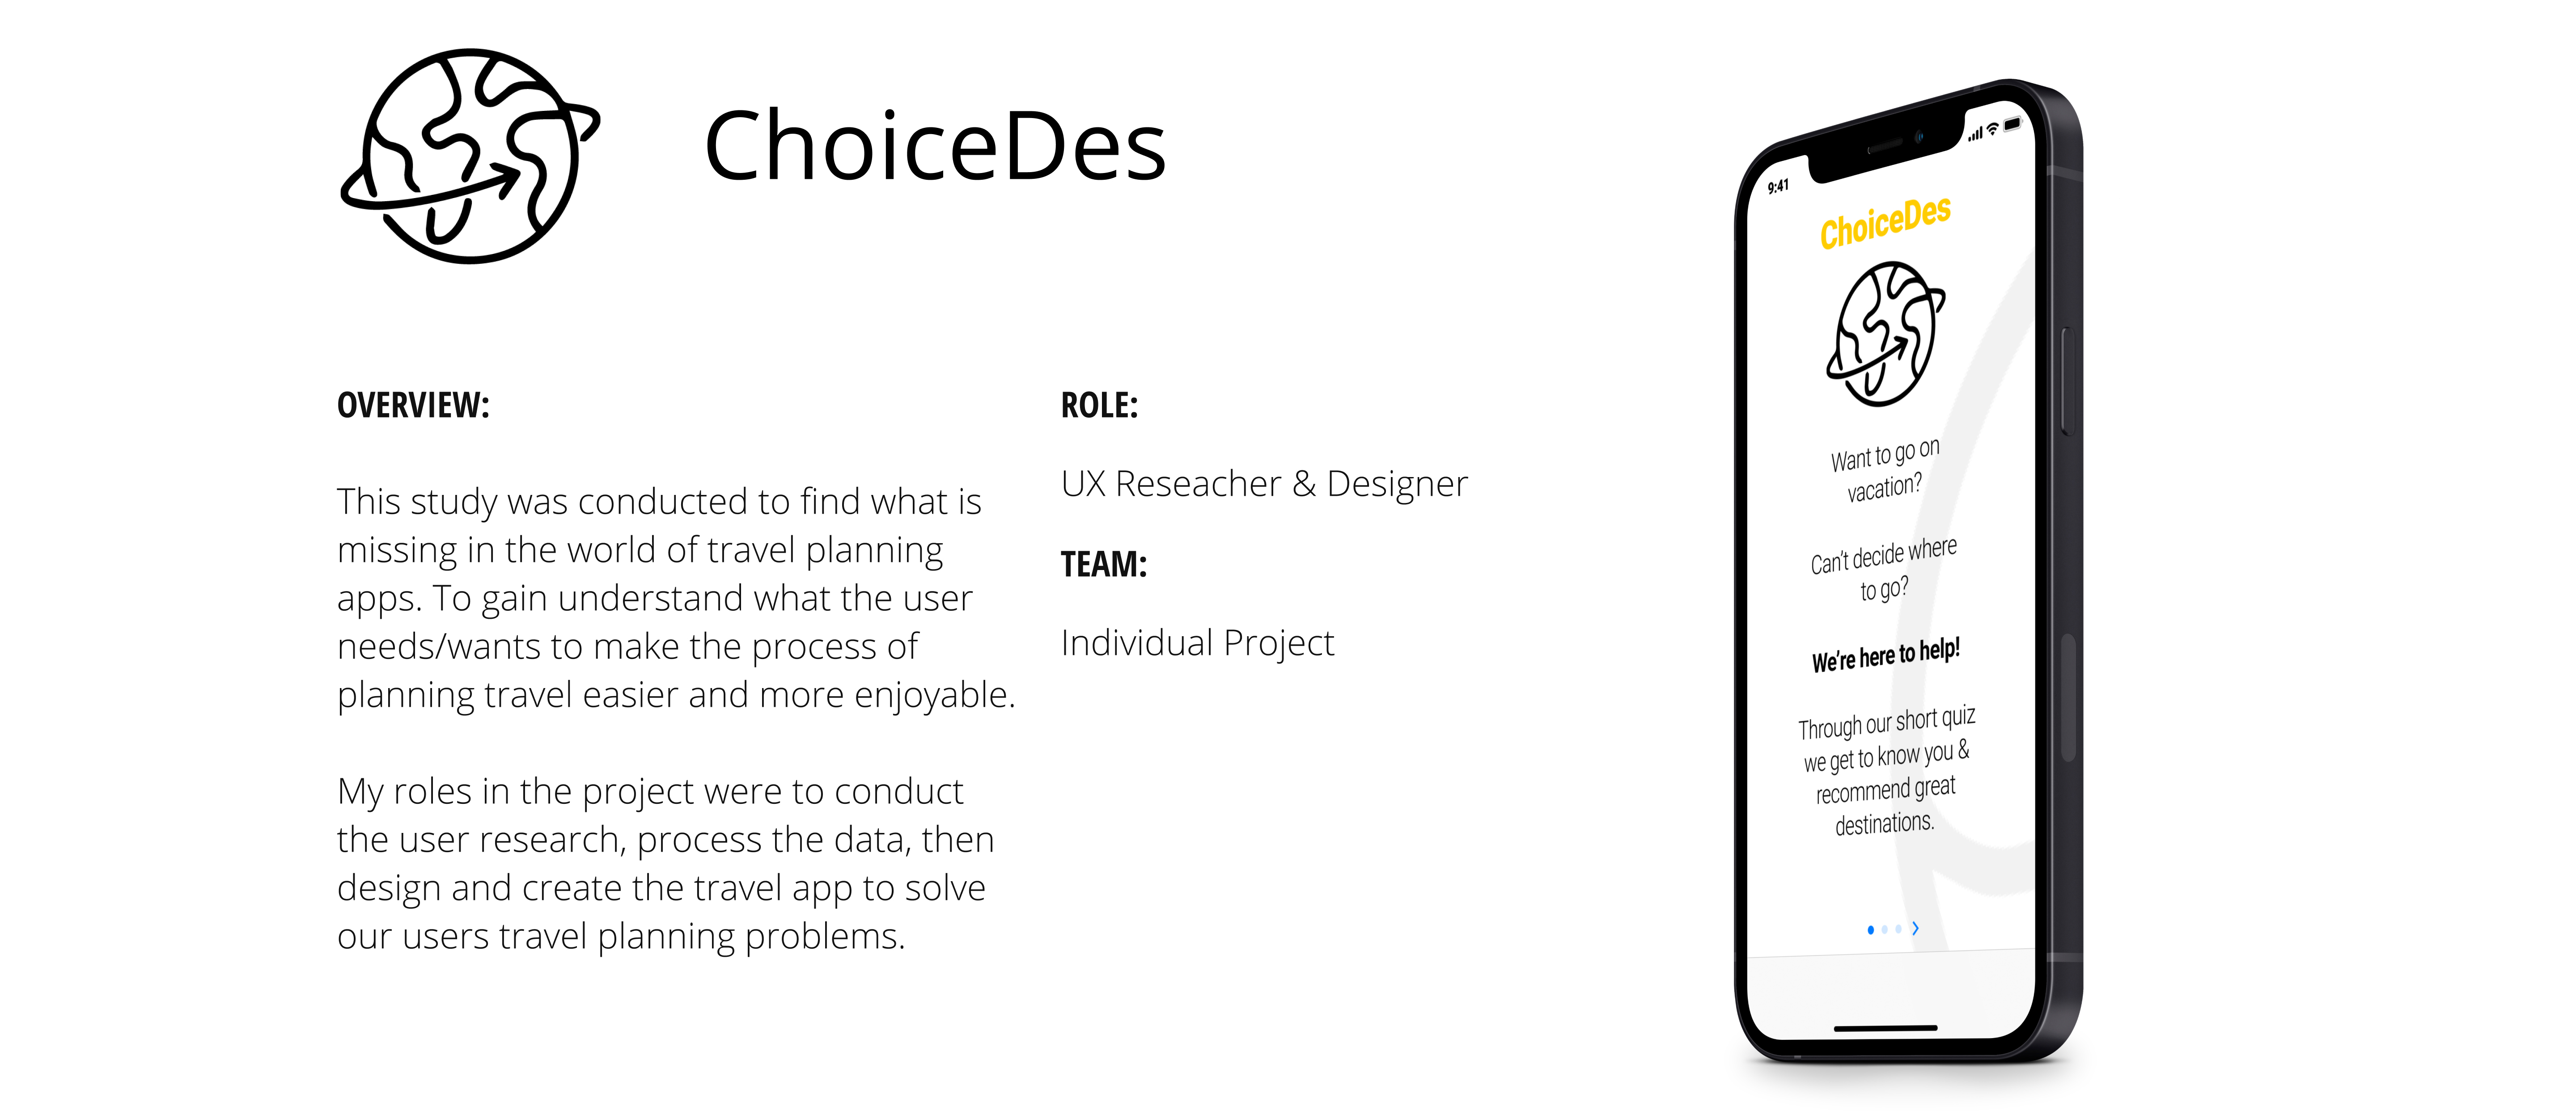 ChoiceDes
OVERVIEW:
This study was conducted to find what is
missing in the world of travel planning
apps. To gain understand what the user
needs/wants to make the process of
planning travel easier and more enjoyable.
My roles in the project were to conduct
the user research, process the data, then
design and create the travel app to solve
our users travel planning problems.
ROLE:
UX Reseacher & Designer
TEAM:
Individual Project
9:41
ChoiceDes
Want to go on
vacation?
Can't decide where
to go?
We're here to help!
Through our short quiz
we get to know you &
recommend great
destinations.